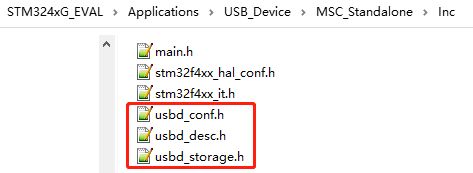 STM324xG_EVAL > Applications > USB_Device > MSC_Standalone > Inc
main.h
stm32f4xx_hal_conf.h
stm32f4xx_it.h
usbd_conf.h
usbd_desc.h
usbd_storage.h